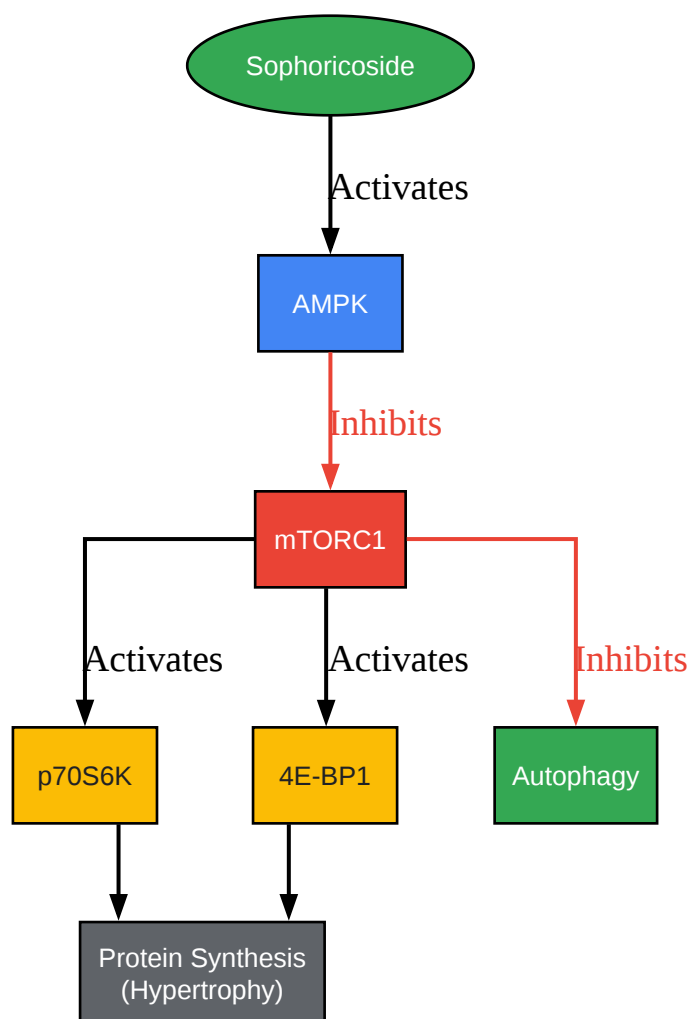 Sophoricoside
Activates
AMPK
Inhibits
mTORC1
Activates
Activates
Inhibits
p70S6K
4E-BP1
Autophagy
Protein Synthesis
(Hypertrophy)